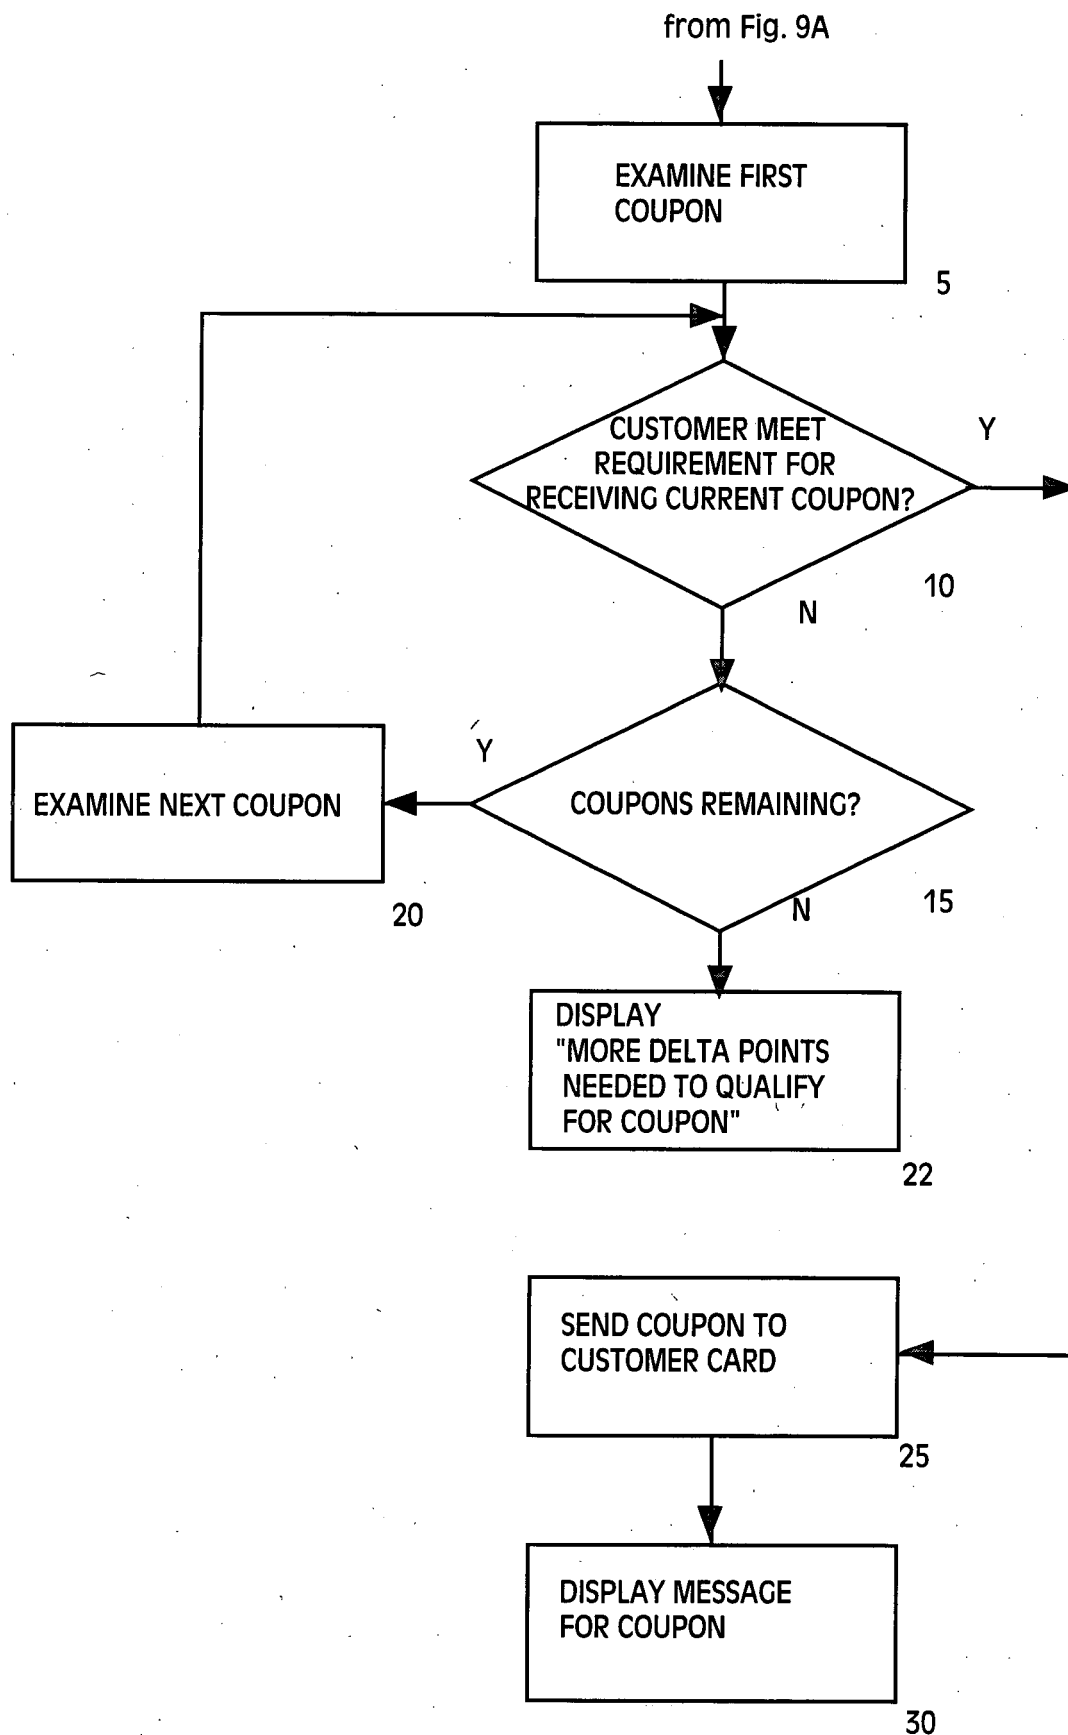 from Fig. 9A
EXAMINE FIRST
COUPON
5
CUSTOMER MEET
REQUIREMENT FOR
RECEIVING CURRENT COUPON?
Y
10
N
Y
EXAMINE NEXT COUPON
COUPONS REMAINING?
20
N
15
DISPLAY
"MORE DELTA POINTS
NEEDED TO QUALIFY
FOR COUPON"
22
SEND COUPON TO
CUSTOMER CARD
25
DISPLAY MESSAGE
FOR COUPON
30